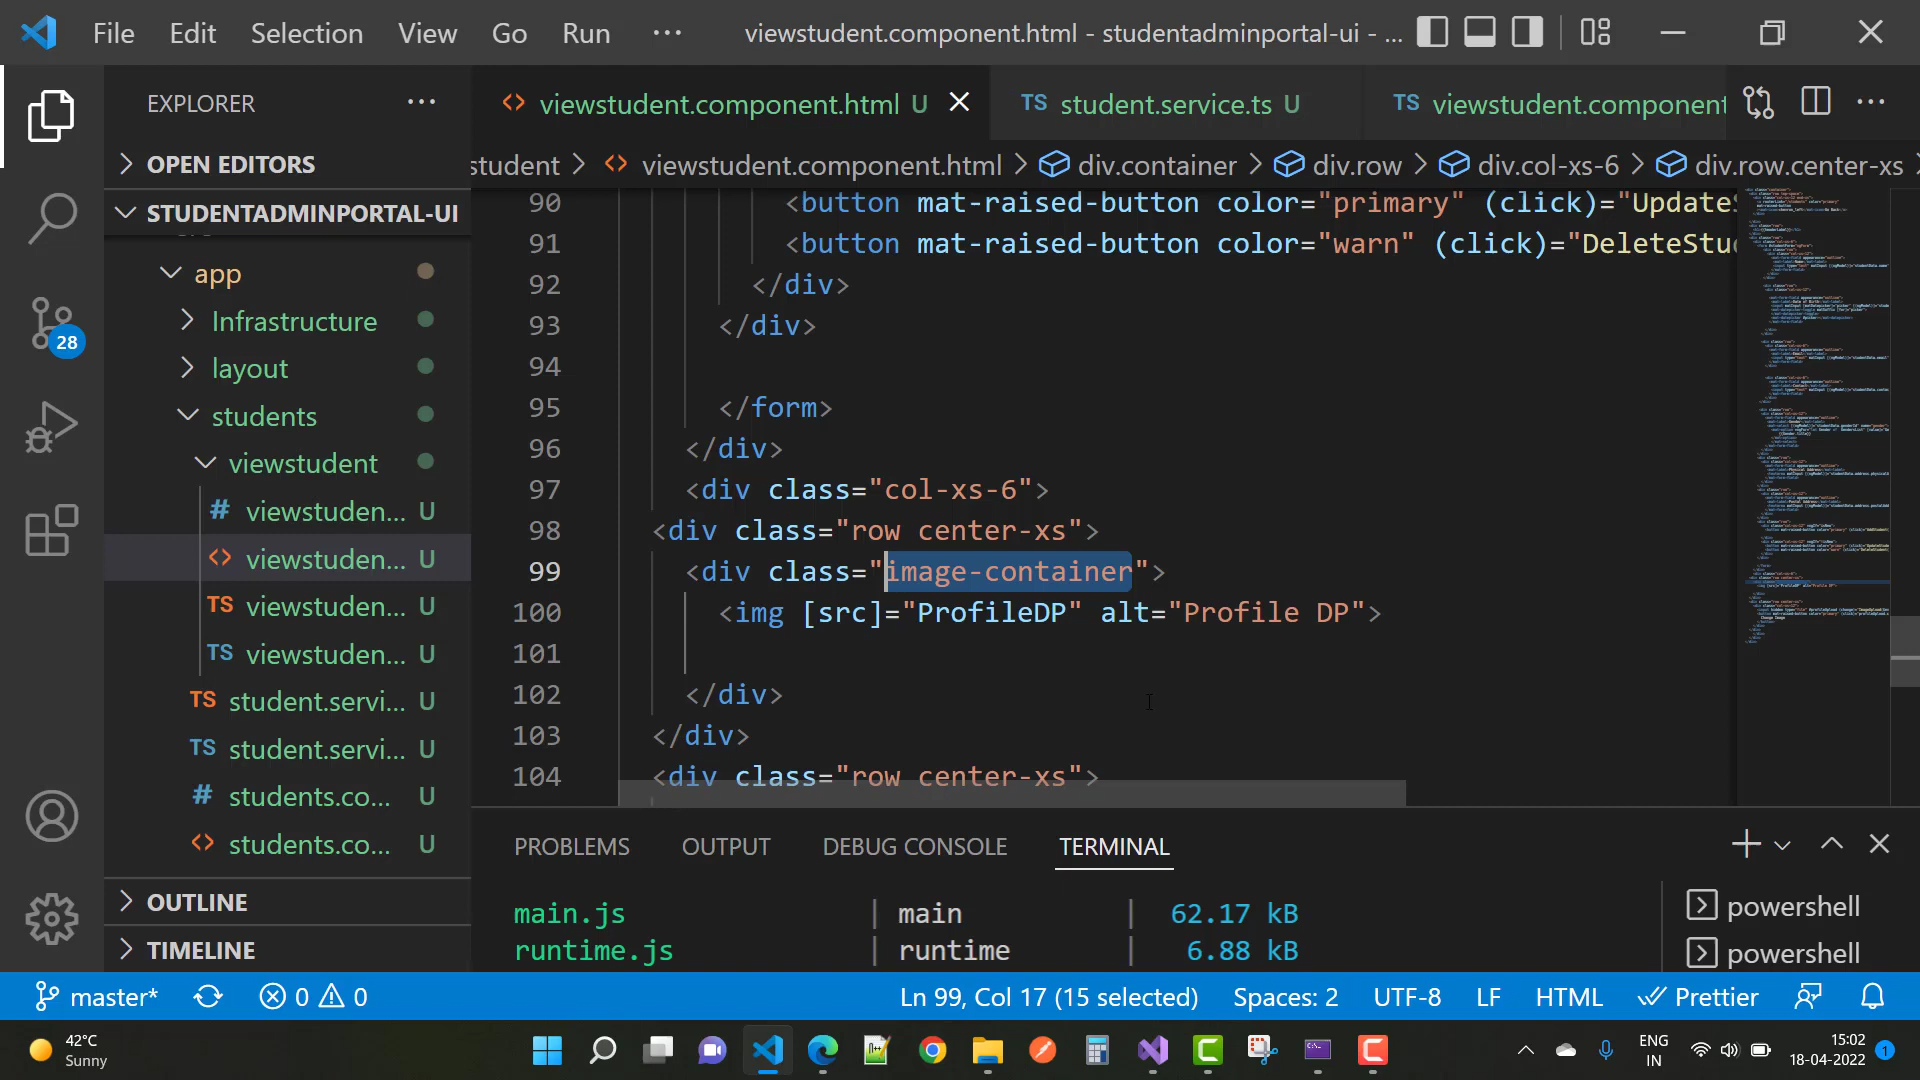 File Edit Selection View Go Run ··· viewstudent.component.html - studentadminportal-ui - ...
EXPLORER ···
viewstudent.component.html U
TS student.service.ts U
TS viewstudent.component
···
OPEN EDITORS
student > viewstudent.component.html > div.container > div.row > div.col-xs-6 > div.row.center-xs >
STUDENTADMINPORTAL-UI
app
Infrastructure
layout
students
viewstudent
# viewstuden... U
<> viewstuden... U
TS viewstuden... U
TS viewstuden... U
TS student.servi... U
TS student.servi... U
# students.co... U
<> students.co... U
OUTLINE
TIMELINE
28
90 <button mat-raised-button color="primary" (click)="Updates
91 <button mat-raised-button color="warn" (click)="DeleteStu
92 </div>
93 </div>
94
95 </form>
96 </div>
97 <div class="col-xs-6">
98 <div class="row center-xs">
99 <div class="image-container">
100 <img [src]="ProfileDP" alt="Profile DP">
101
102 </div>
103 </div>
104 <div class="row center-xs">
PROBLEMS OUTPUT DEBUG CONSOLE TERMINAL
main.js | main | 62.17 kB
runtime.js | runtime | 6.88 kB
powershell
powershell
master* 0 0 Ln 99, Col 17 (15 selected) Spaces: 2 UTF-8 LF HTML Prettier
42°C
Sunny
ENG
IN
15:02
18-04-2022
1